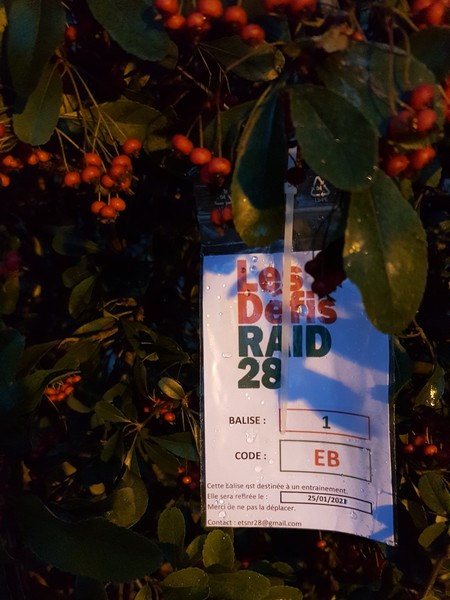 Les
Défis
RAID
28
BALISE : 1
CODE : EB
Cette balise est destinée à un entrainement.
Elle sera refirée le : 25/01/2021
Merci de ne pas la déplacer.
Contact : etsnr28@gmail.com